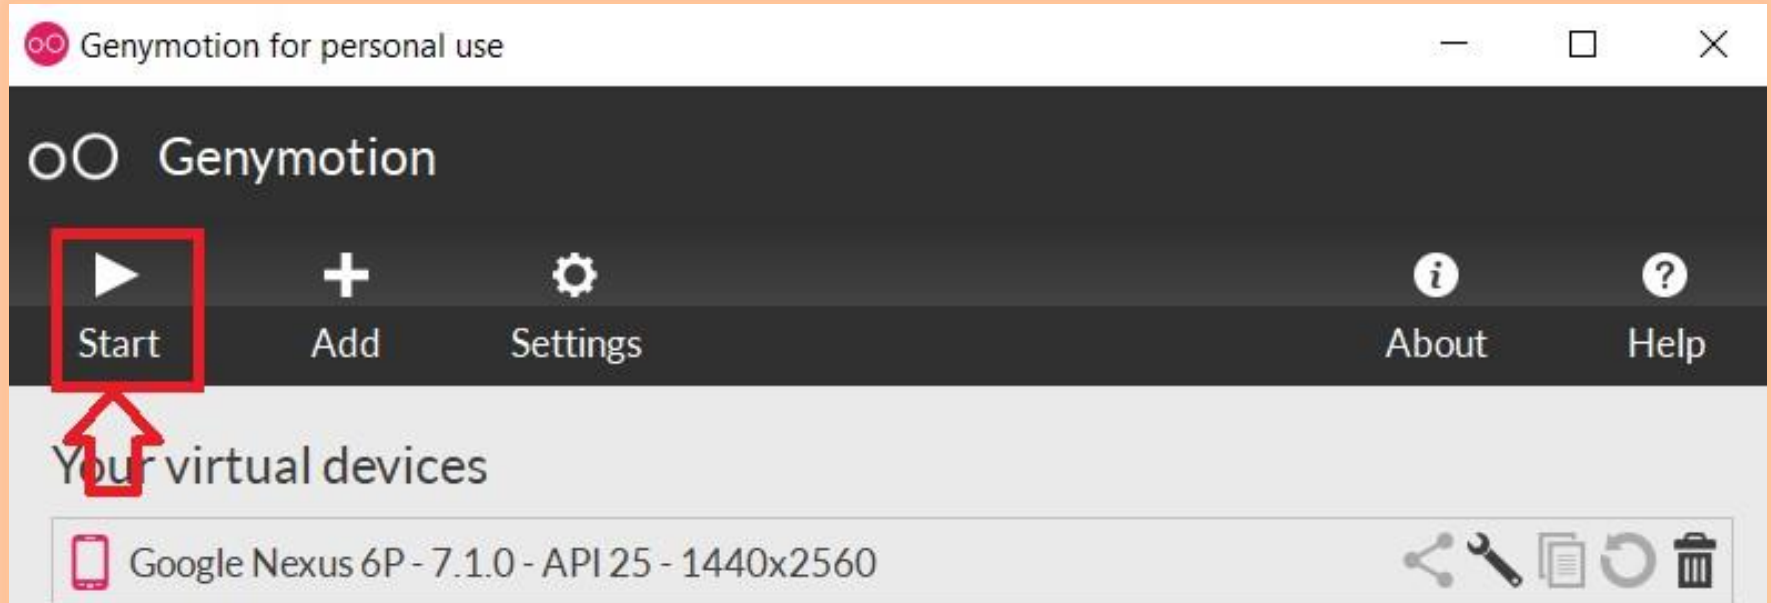 Genymotion for personal use
oO Genymotion
Start Add Settings About Help
Your virtual devices
Google Nexus 6P - 7.1.0 - API 25 - 1440x2560